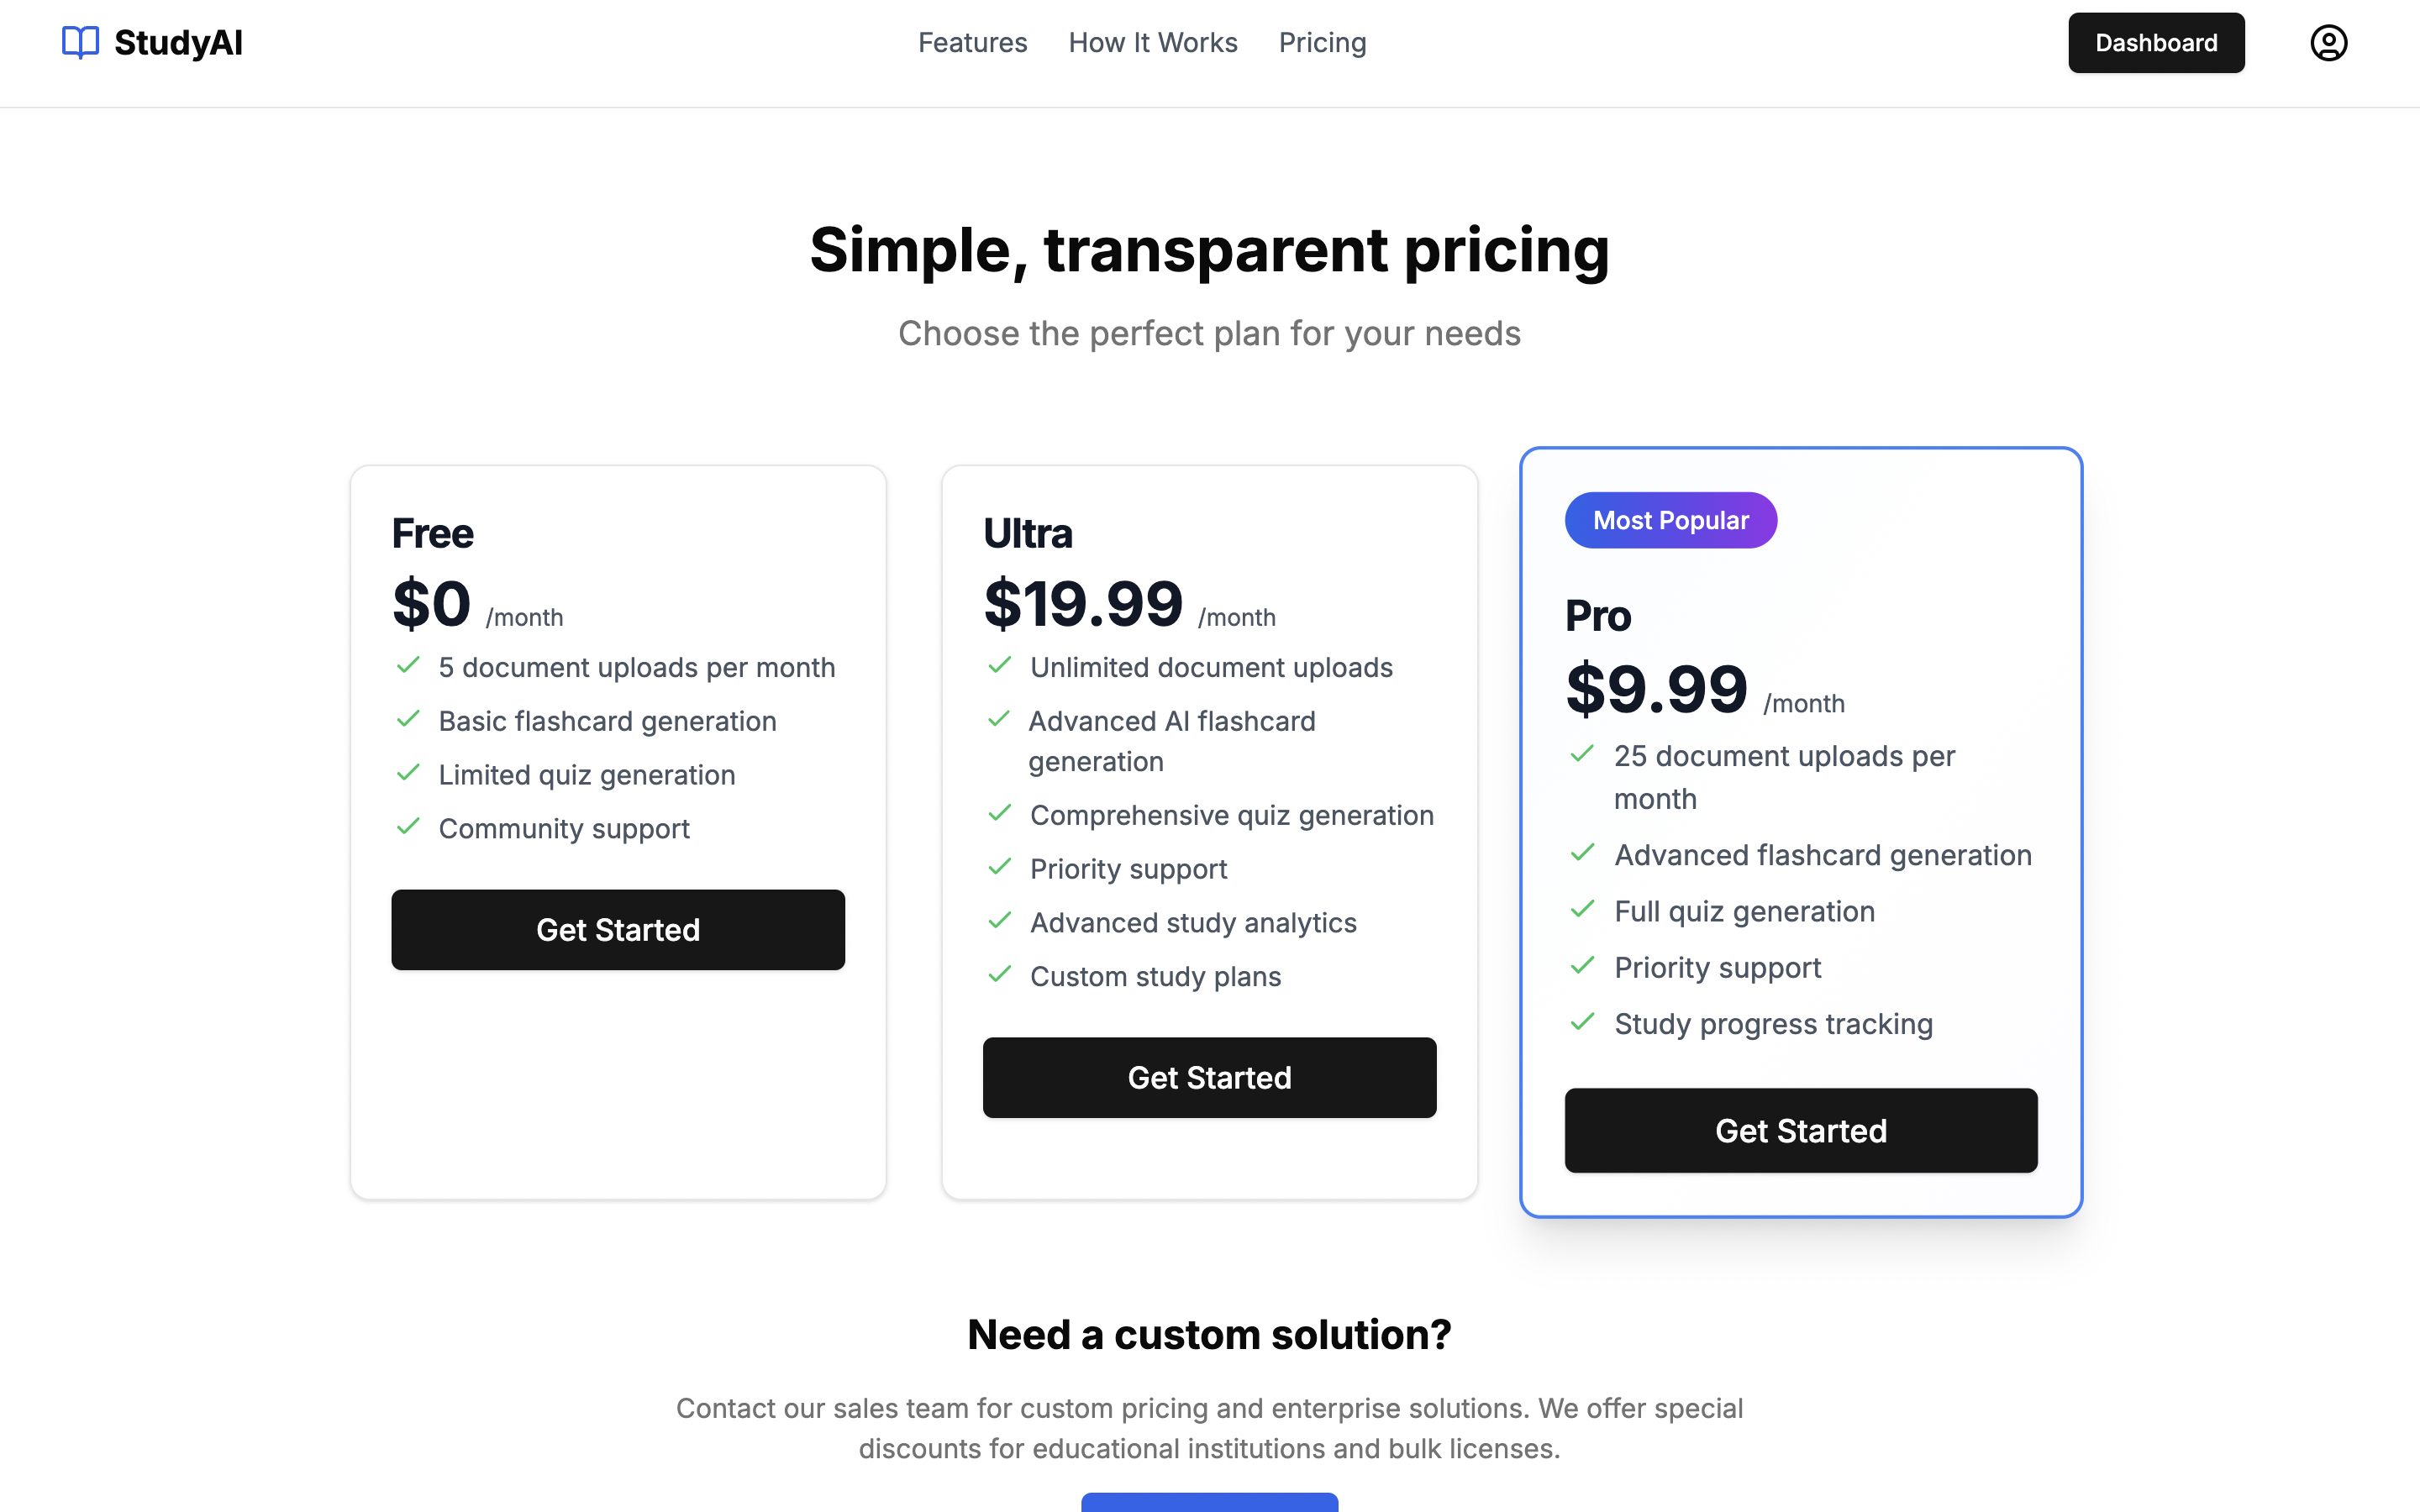 StudyAI
Features
How It Works
Pricing
Dashboard
Simple, transparent pricing
Choose the perfect plan for your needs
Free
$0 /month
5 document uploads per month
Basic flashcard generation
Limited quiz generation
Community support
Get Started
Ultra
$19.99 /month
Unlimited document uploads
Advanced AI flashcard
generation
Comprehensive quiz generation
Priority support
Advanced study analytics
Custom study plans
Get Started
Most Popular
Pro
$9.99 /month
25 document uploads per
month
Advanced flashcard generation
Full quiz generation
Priority support
Study progress tracking
Get Started
Need a custom solution?
Contact our sales team for custom pricing and enterprise solutions. We offer special
discounts for educational institutions and bulk licenses.